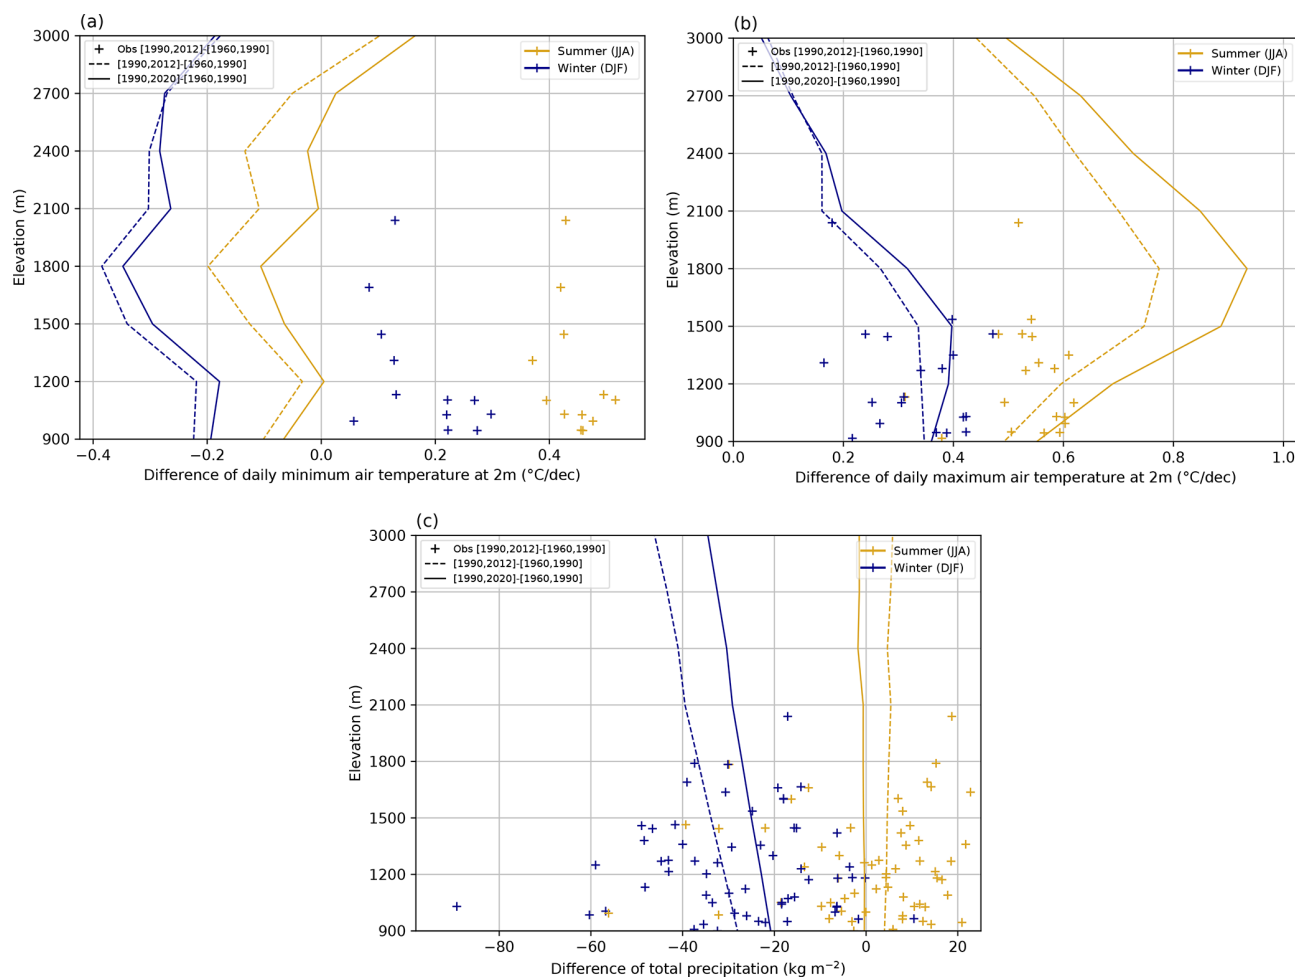 (a)
3000
2700
2400
2100
1800
1500
1200
900
Elevation (m)
Obs [1990,2012]-[1960,1990]
[1990,2012]-[1960,1990]
[1990,2020]-[1960,1990]
Summer (JJA)
Winter (DJF)
−0.4
−0.2
0.0
0.2
0.4
Difference of daily minimum air temperature at 2m (°C/dec)
(b)
3000
2700
2400
2100
1800
1500
1200
900
Elevation (m)
Obs [1990,2012]-[1960,1990]
[1990,2012]-[1960,1990]
[1990,2020]-[1960,1990]
Summer (JJA)
Winter (DJF)
0.0
0.2
0.4
0.6
0.8
1.0
Difference of daily maximum air temperature at 2m (°C/dec)
(c)
3000
2700
2400
2100
1800
1500
1200
900
Elevation (m)
Obs [1990,2012]-[1960,1990]
[1990,2012]-[1960,1990]
[1990,2020]-[1960,1990]
Summer (JJA)
Winter (DJF)
−80
−60
−40
−20
0
20
Difference of total precipitation (kg m⁻²)